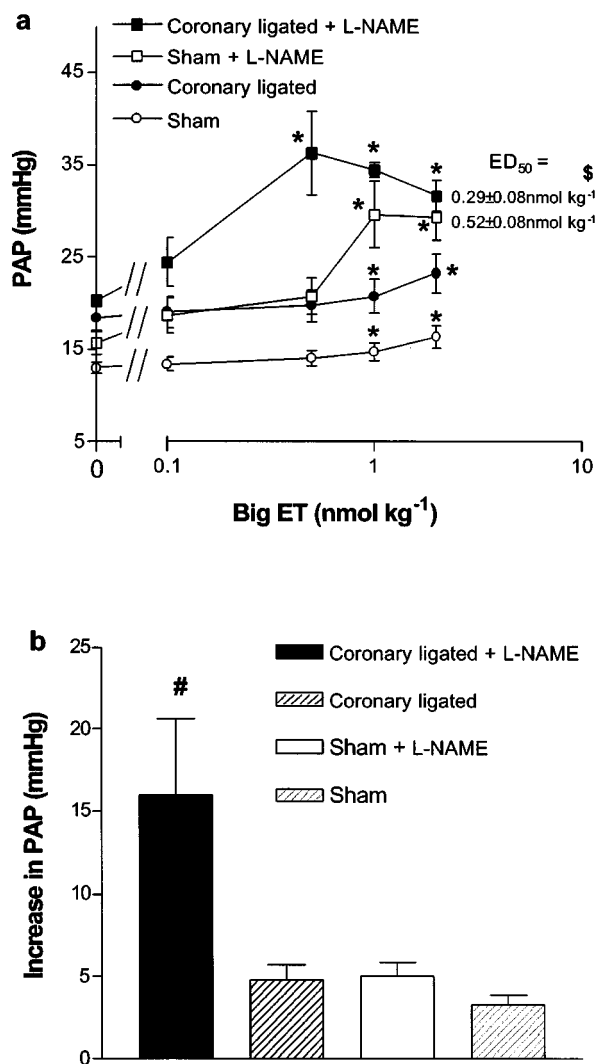 a
Coronary ligated + L-NAME
Sham + L-NAME
Coronary ligated
Sham
45
35
25
15
5
PAP (mmHg)
*
*
*
*
*
*
*
*
*
ED50 =
$
0.29±0.08nmol kg-1
0.52±0.08nmol kg-1
0
0.1
1
10
Big ET (nmol kg-1)
b
Coronary ligated + L-NAME
Coronary ligated
Sham + L-NAME
Sham
#
25
20
15
10
5
0
Increase in PAP (mmHg)